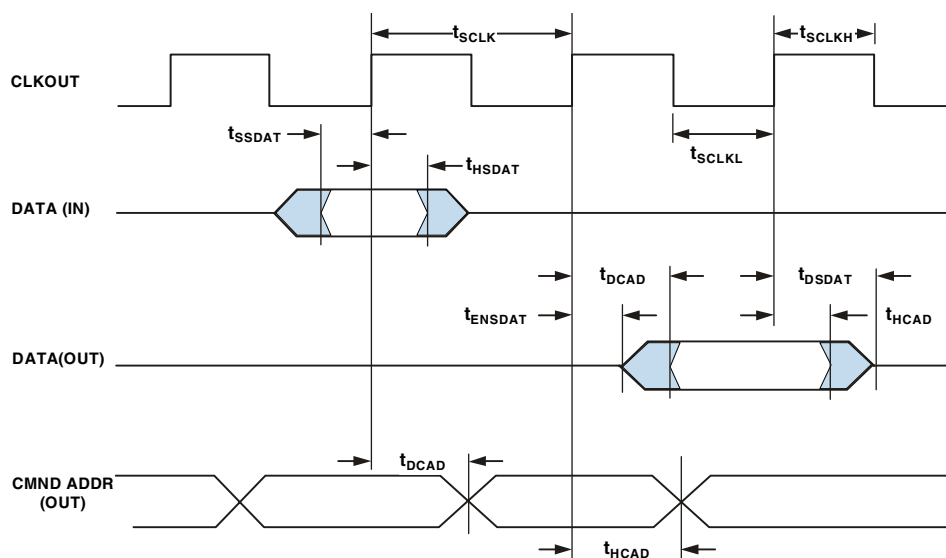 tSCLK
tSCLKH
CLKOUT
tSSDAT
tSCLKL
tHSDAT
DATA (IN)
tDCAD
tDSDAT
tENSDAT
tHCAD
DATA(OUT)
tDCAD
CMND ADDR
(OUT)
tHCAD